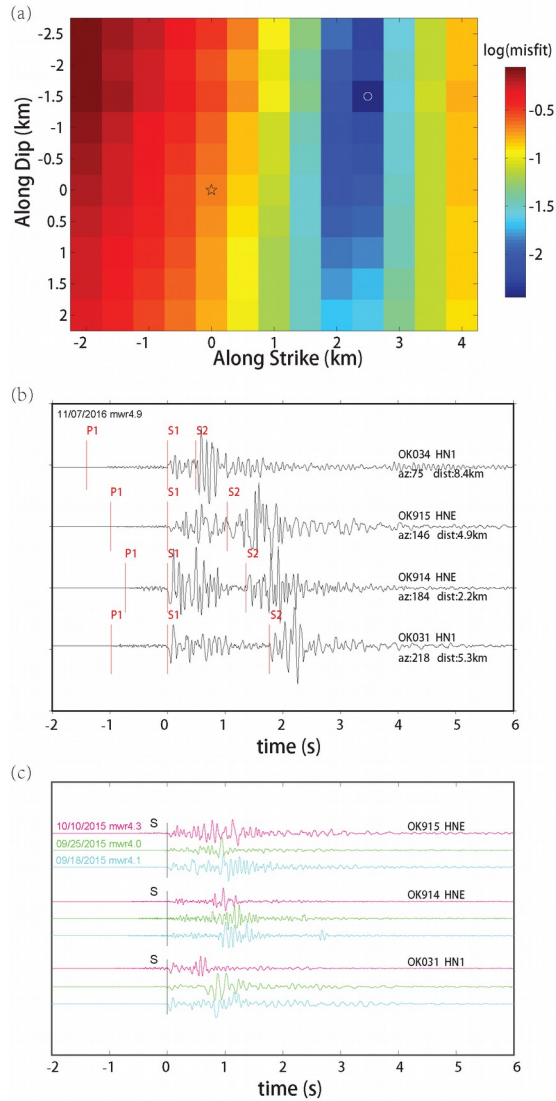 (a)
log(misfit)
-2.5
-2
-1.5
-1
-0.5
0
0.5
1
1.5
2
Along Dip (km)
-0.5
-1
-1.5
-2
-2 -1 0 1 2 3 4
Along Strike (km)
(b)
11/07/2016 mwr4.9
P1 S1 S2
OK034 HN1
az:75 dist:8.4km
P1 S1 S2
OK915 HNE
az:146 dist:4.9km
P1 S1 S2
OK914 HNE
az:184 dist:2.2km
P1 S1 S2
OK031 HN1
az:218 dist:5.3km
-2 -1 0 1 2 3 4 5 6
time (s)
(c)
S
10/10/2015 mwr4.3
OK915 HNE
09/25/2015 mwr4.0
09/18/2015 mwr4.1
S
OK914 HNE
S
OK031 HN1
-2 -1 0 1 2 3 4 5 6
time (s)